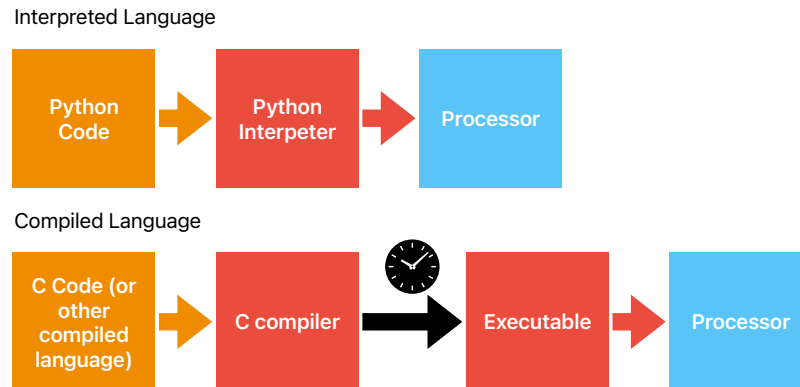 Interpreted Language
Python
Code
Python
Interpeter
Processor
Compiled Language
C Code (or
other
compiled
language)
C compiler
Executable
Processor